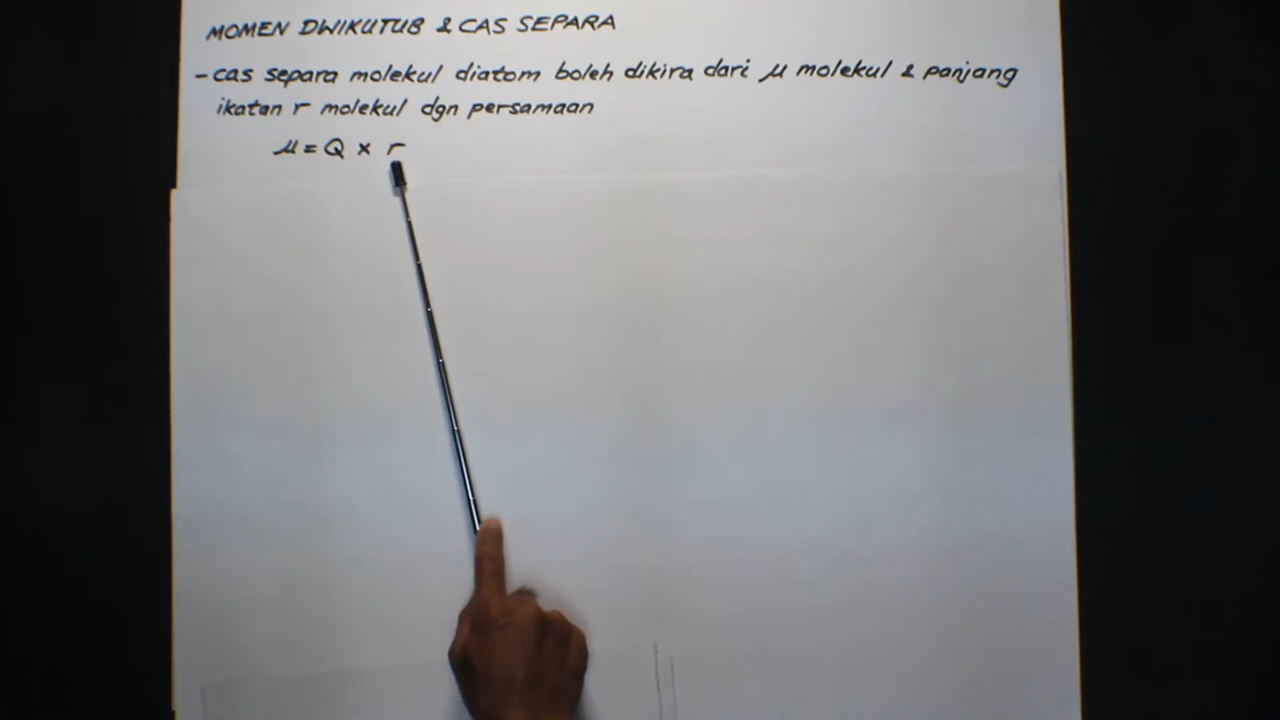 MOMEN DWIKUTUB & CAS SEPARA
- cas separa molekul diatom boleh dikira dari μ molekul & panjang
ikatan r molekul dgn persamaan
μ = Q × r